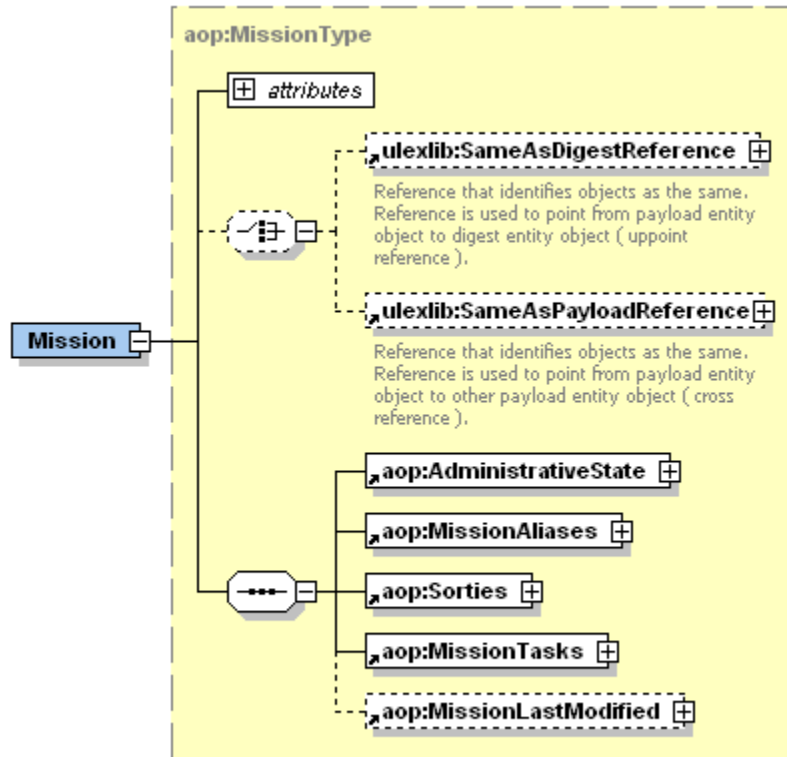 aop:MissionType
attributes
ulexlib:SameAsDigestReference
Reference that identifies objects as the same.
Reference is used to point from payload entity
object to digest entity object ( uppoint
reference ).
ulexlib:SameAsPayloadReference
Reference that identifies objects as the same.
Reference is used to point from payload entity
object to other payload entity object ( cross
reference ).
Mission
aop:AdministrativeState
aop:MissionAliases
aop:Sorties
aop:MissionTasks
aop:MissionLastModified